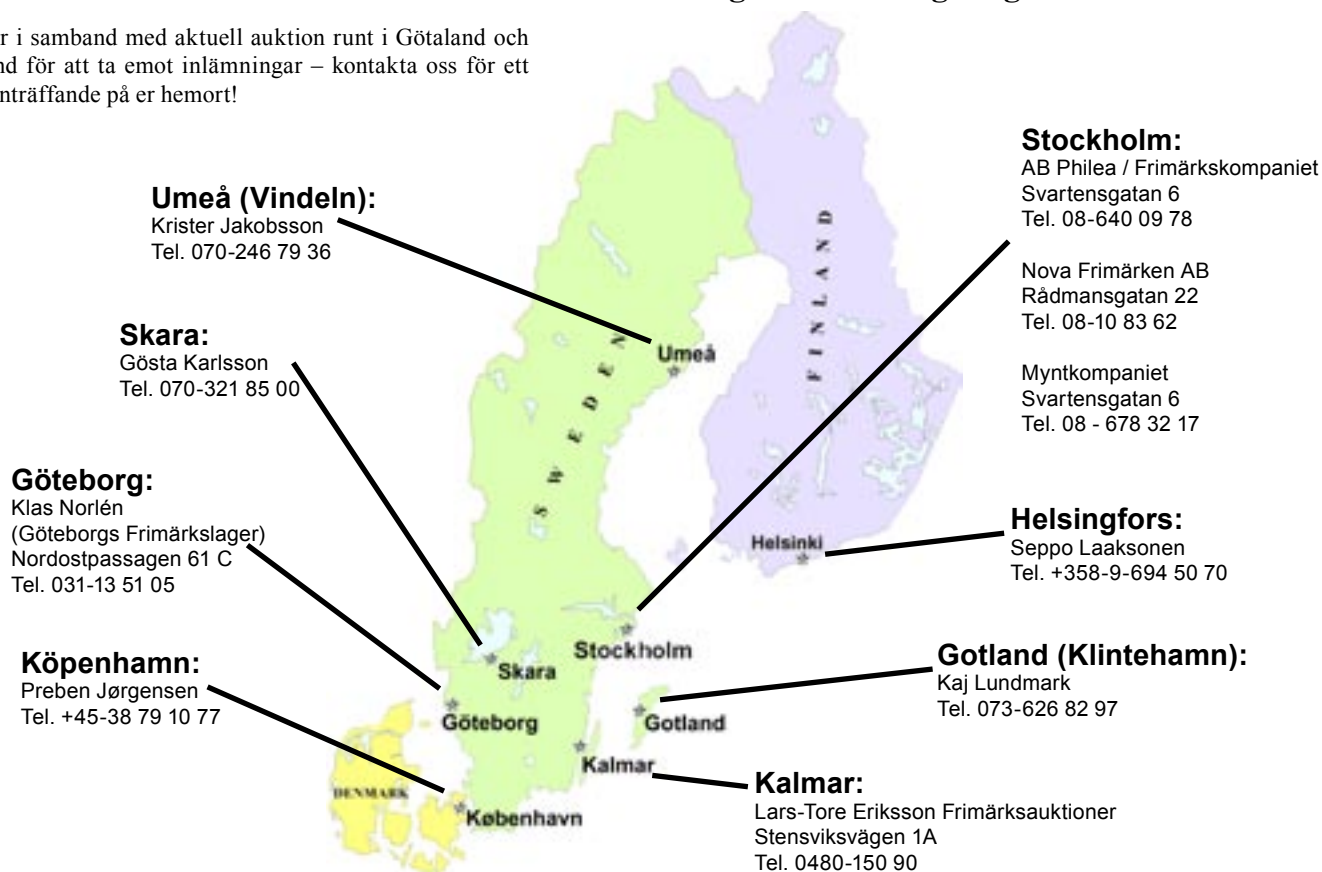 r i samband med aktuell auktion runt i Götaland och
nd för att ta emot inlämningar – kontakta oss för ett
nträffande på er hemort!
Stockholm:
AB Philea / Frimärkskompaniet
Svartensgatan 6
Tel. 08-640 09 78
Nova Frimärken AB
Rådmansgatan 22
Tel. 08-10 83 62
Myntkompaniet
Svartensgatan 6
Tel. 08 - 678 32 17
Umeå (Vindeln):
Krister Jakobsson
Tel. 070-246 79 36
Skara:
Gösta Karlsson
Tel. 070-321 85 00
Göteborg:
Klas Norlén
(Göteborgs Frimärkslager)
Nordostpassagen 61 C
Tel. 031-13 51 05
Köpenhamn:
Preben Jørgensen
Tel. +45-38 79 10 77
Helsingfors:
Seppo Laaksonen
Tel. +358-9-694 50 70
Gotland (Klintehamn):
Kaj Lundmark
Tel. 073-626 82 97
Kalmar:
Lars-Tore Eriksson Frimärksauktioner
Stensviksvägen 1A
Tel. 0480-150 90
FINLAND
SWEDEN
DENMARK
Umeå
Helsinki
Stockholm
Skara
Göteborg
Gotland
Kalmar
København